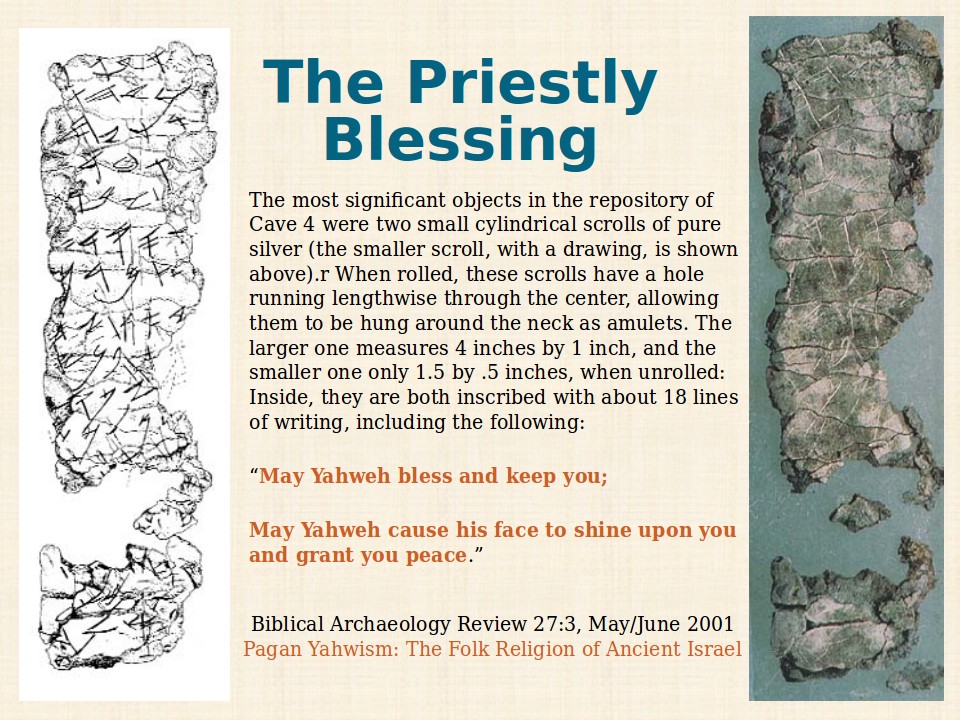 The Priestly
Blessing
The most significant objects in the repository of
Cave 4 were two small cylindrical scrolls of pure
silver (the smaller scroll, with a drawing, is shown
above).r When rolled, these scrolls have a hole
running lengthwise through the center, allowing
them to be hung around the neck as amulets. The
larger one measures 4 inches by 1 inch, and the
smaller one only 1.5 by .5 inches, when unrolled:
Inside, they are both inscribed with about 18 lines
of writing, including the following:
“May Yahweh bless and keep you;
May Yahweh cause his face to shine upon you
and grant you peace.”
Biblical Archaeology Review 27:3, May/June 2001
Pagan Yahwism: The Folk Religion of Ancient Israel